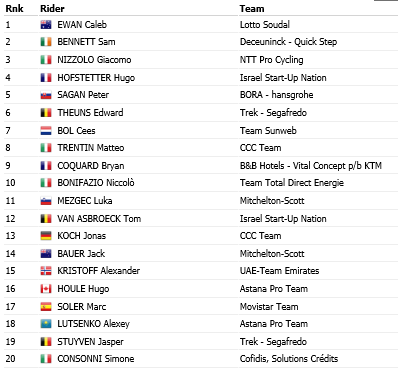 Rnk Rider Team
1 EWAN Caleb Lotto Soudal
2 BENNETT Sam Deceuninck - Quick Step
3 NIZZOLO Giacomo NTT Pro Cycling
4 HOFSTETTER Hugo Israel Start-Up Nation
5 SAGAN Peter BORA - hansgrohe
6 THEUNS Edward Trek - Segafredo
7 BOL Cees Team Sunweb
8 TRENTIN Matteo CCC Team
9 COQUARD Bryan B&B Hotels - Vital Concept p/b KTM
10 BONIFAZIO Niccolò Team Total Direct Energie
11 MEZGEC Luka Mitchelton-Scott
12 VAN ASBROECK Tom Israel Start-Up Nation
13 KOCH Jonas CCC Team
14 BAUER Jack Mitchelton-Scott
15 KRISTOFF Alexander UAE-Team Emirates
16 HOULE Hugo Astana Pro Team
17 SOLER Marc Movistar Team
18 LUTSENKO Alexey Astana Pro Team
19 STUYVEN Jasper Trek - Segafredo
20 CONSONNI Simone Cofidis, Solutions Crédits